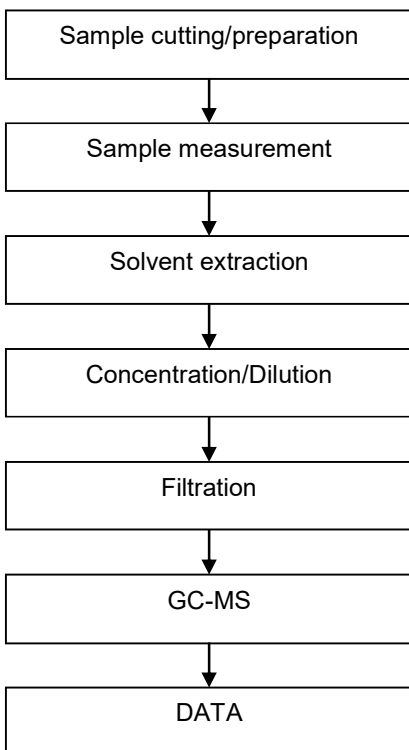 Sample cutting/preparation
Sample measurement
Solvent extraction
Concentration/Dilution
Filtration
GC-MS
DATA